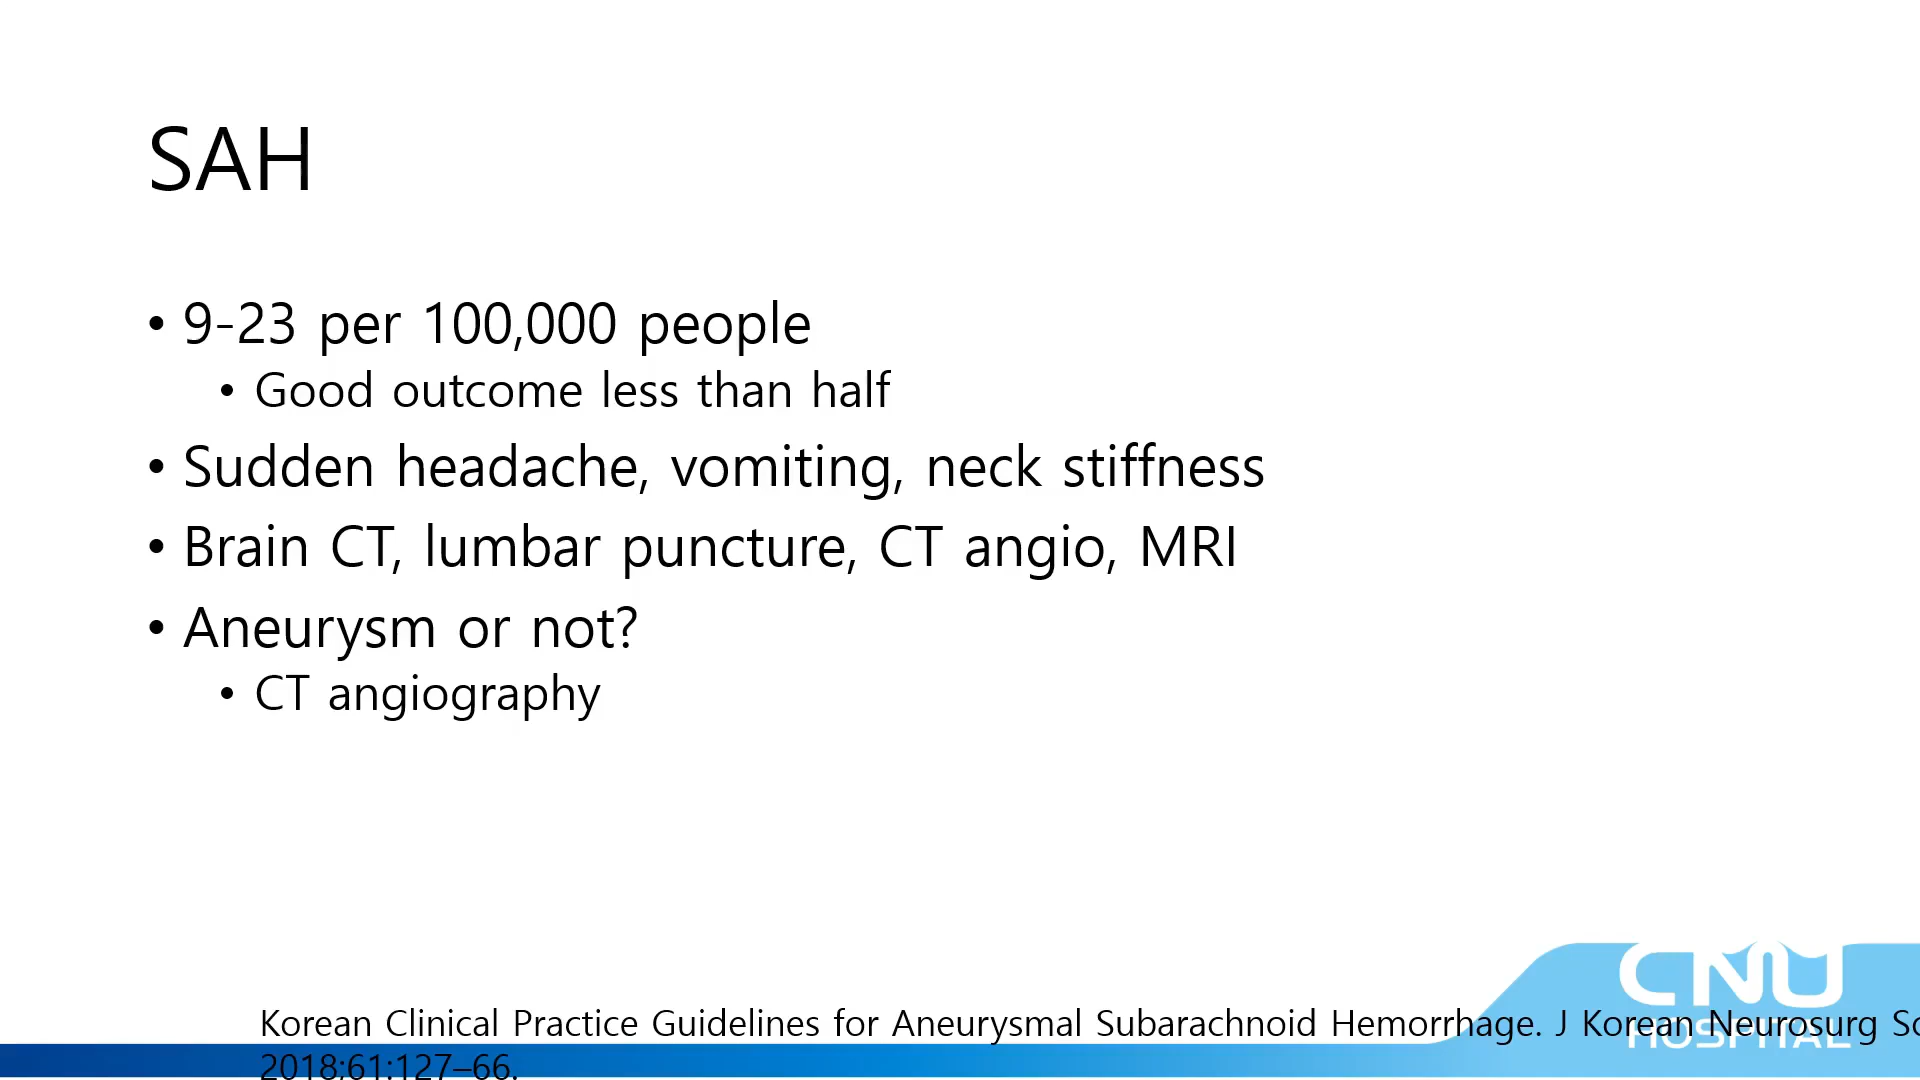 SAH
• 9-23 per 100,000 people
• Good outcome less than half
• Sudden headache, vomiting, neck stiffness
• Brain CT, lumbar puncture, CT angio, MRI
• Aneurysm or not?
• CT angiography
CNU
HOSPITAL
Korean Clinical Practice Guidelines for Aneurysmal Subarachnoid Hemorrhage. J Korean Neurosurg
2018;61:127–66.